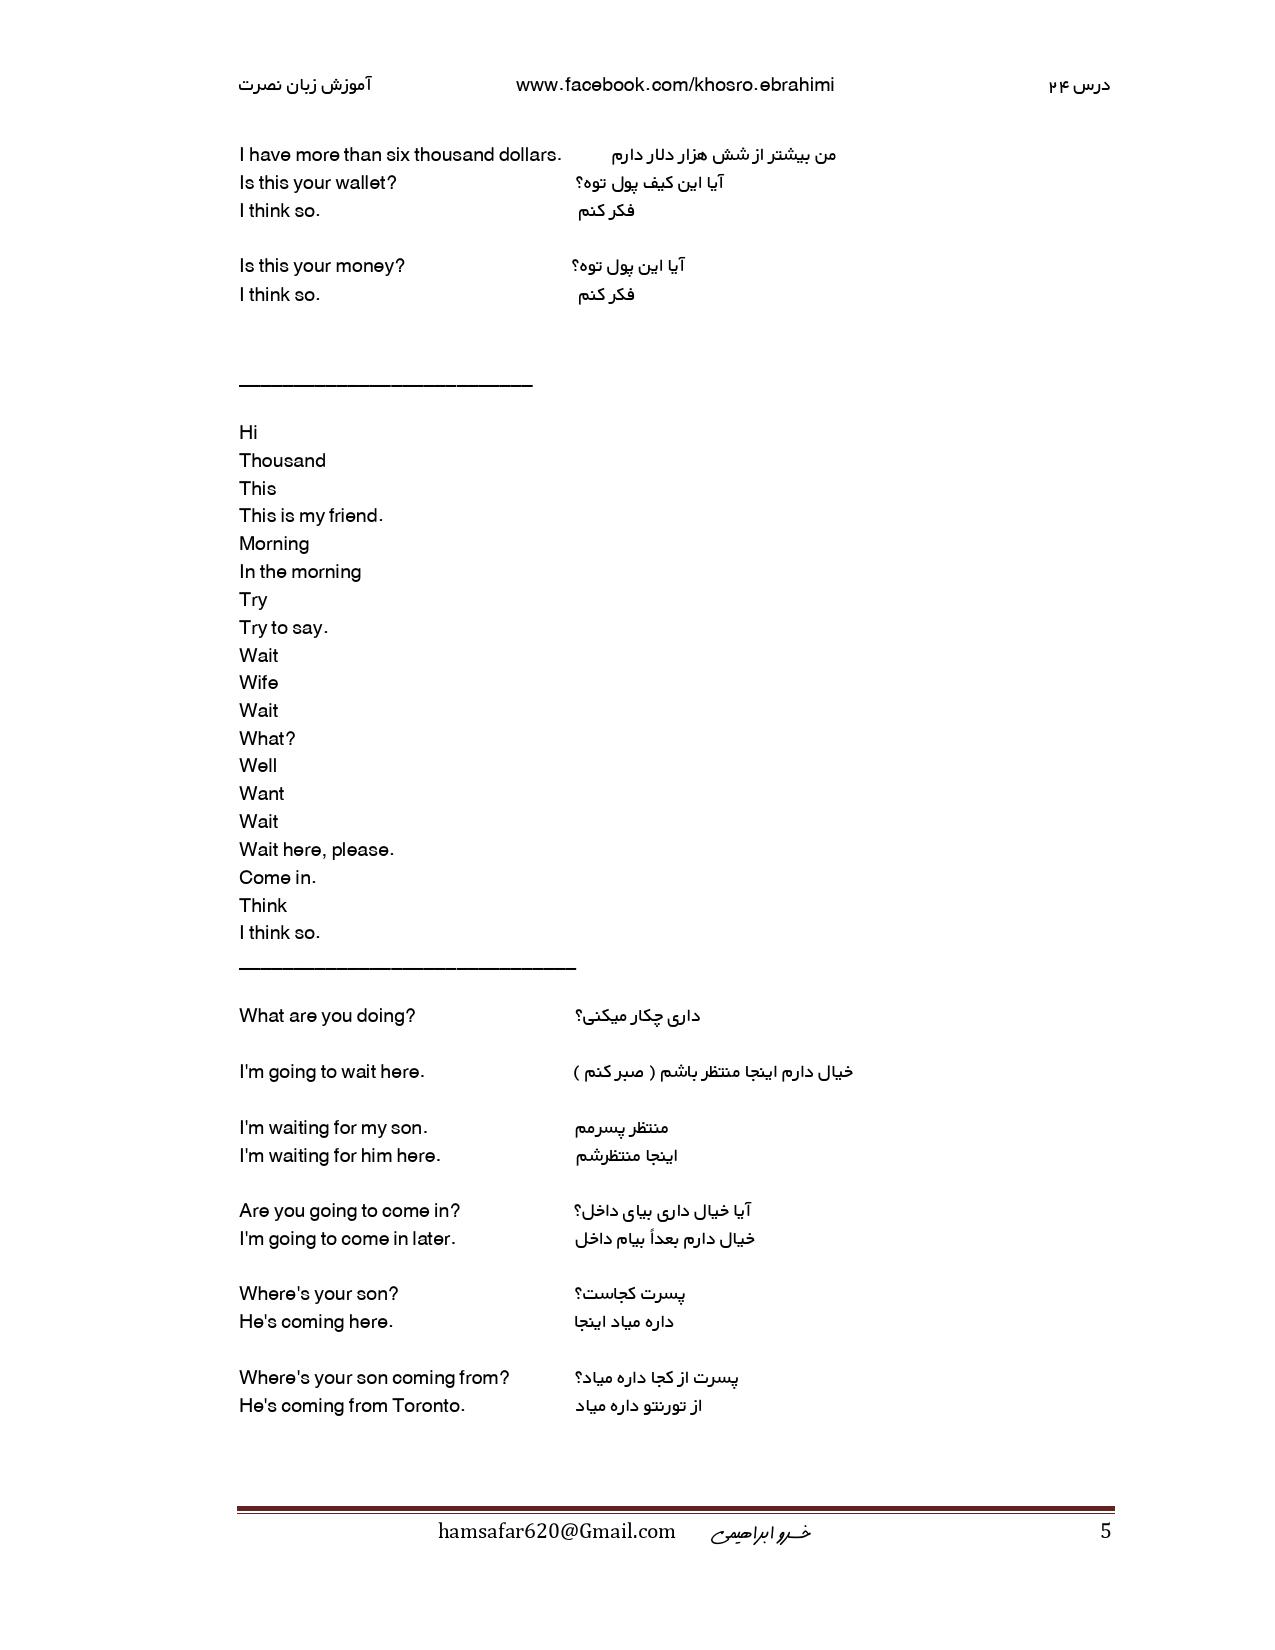 آموزش زبان نصرت www.facebook.com/khosro.ebrahimi درس ۲۴
I have more than six thousand dollars. من بیشتر از شش هزار دلار دارم
Is this your wallet? آیا این کیف پول توه؟
I think so. فکر کنم
Is this your money? آیا این پول توه؟
I think so. فکر کنم
___________________________
Hi
Thousand
This
This is my friend.
Morning
In the morning
Try
Try to say.
Wait
Wife
Wait
What?
Well
Want
Wait
Wait here, please.
Come in.
Think
I think so.
_______________________________
What are you doing? داری چکار میکنی؟
I'm going to wait here. خیال دارم اینجا منتظر باشم ( صبر کنم )
I'm waiting for my son. منتظر پسرمم
I'm waiting for him here. اینجا منتظرشم
Are you going to come in? آیا خیال داری بیای داخل؟
I'm going to come in later. خیال دارم بعداً بیام داخل
Where's your son? پسرت کجاست؟
He's coming here. داره میاد اینجا
Where's your son coming from? پسرت از کجا داره میاد؟
He's coming from Toronto. از تورنتو داره میاد
hamsafar620@Gmail.com خسرو ابراهیمی 5